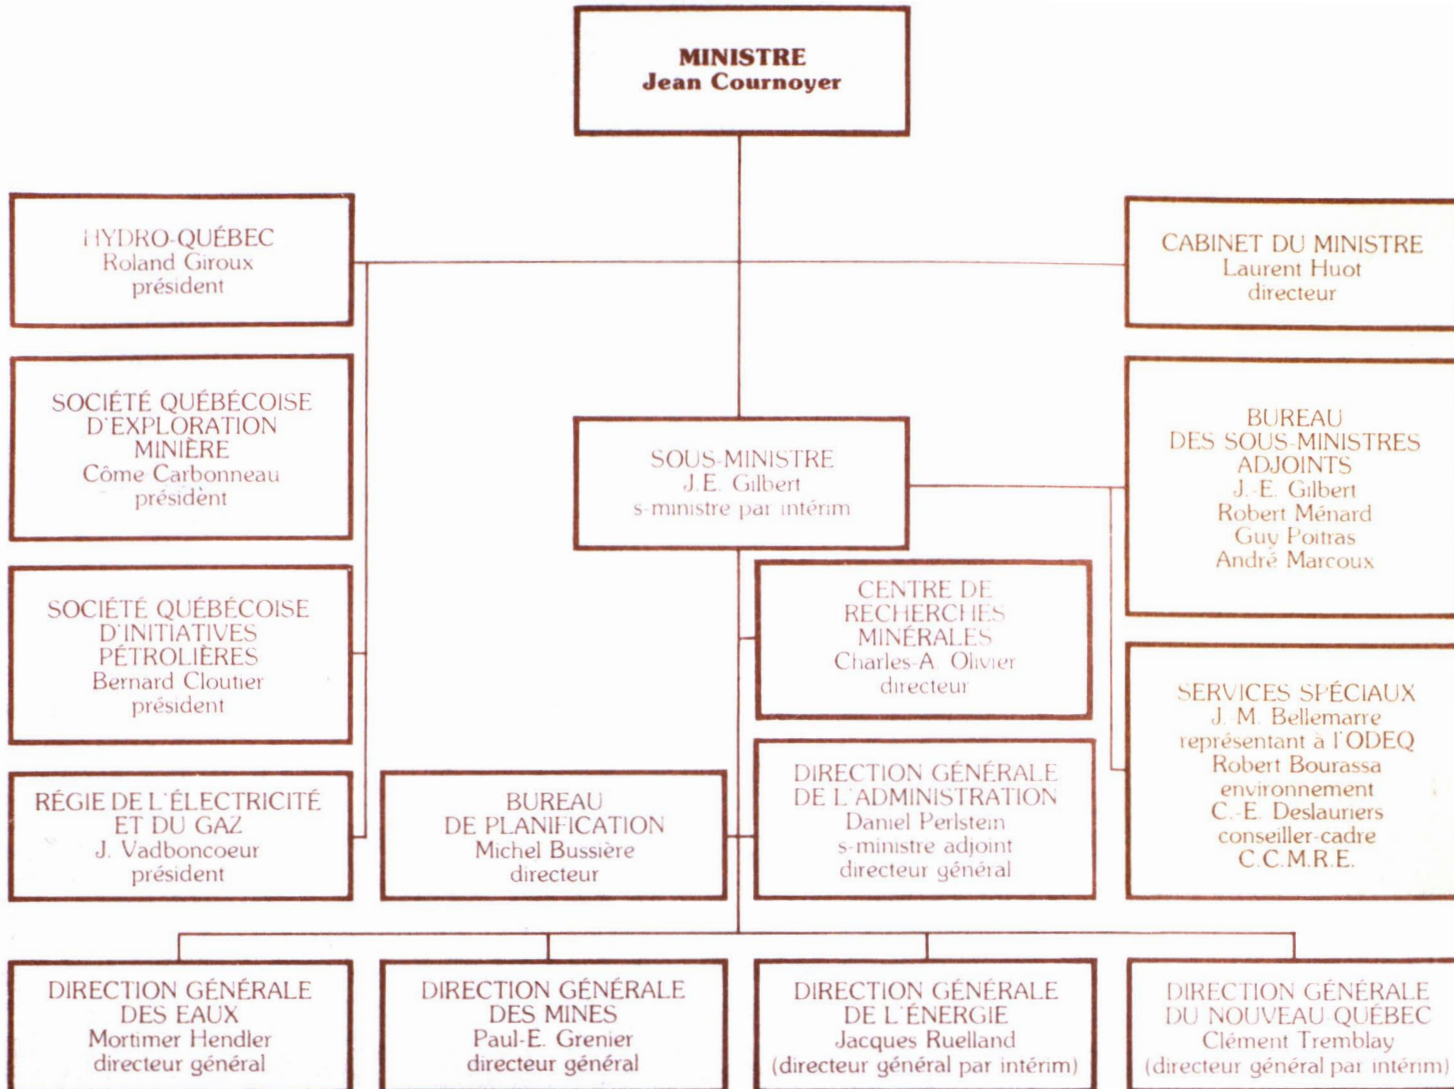 MINISTRE
Jean Cournoyer
HYDRO-QUÉBEC
Roland Giroux
président
CABINET DU MINISTRE
Laurent Huot
directeur
SOCIÉTÉ QUÉBÉCOISE
D'EXPLORATION
MINIÈRE
Côme Carbonneau
président
SOUS-MINISTRE
J.E. Gilbert
s-ministre par intérim
BUREAU
DES SOUS-MINISTRES
ADJOINTS
J.-E. Gilbert
Robert Ménard
Guy Poitras
André Marcoux
SOCIÉTÉ QUÉBÉCOISE
D'INITIATIVES
PÉTROLIÈRES
Bernard Cloutier
président
CENTRE DE
RECHERCHES
MINÉRALES
Charles-A. Olivier
directeur
SERVICES SPÉCIAUX
J. M. Bellemarre
représentant à l'ODEQ
Robert Bourassa
environnement
C.-E. Deslauriers
conseiller-cadre
C.C.M.R.E.
RÉGIE DE L'ÉLECTRICITÉ
ET DU GAZ
J. Vadboncoeur
président
BUREAU
DE PLANIFICATION
Michel Bussière
directeur
DIRECTION GÉNÉRALE
DE L'ADMINISTRATION
Daniel Perlstein
s-ministre adjoint
directeur général
DIRECTION GÉNÉRALE
DES EAUX
Mortimer Hendler
directeur général
DIRECTION GÉNÉRALE
DES MINES
Paul-E. Grenier
directeur général
DIRECTION GÉNÉRALE
DE L'ÉNERGIE
Jacques Ruelland
(directeur général par intérim)
DIRECTION GÉNÉRALE
DU NOUVEAU QUÉBEC
Clément Tremblay
(directeur général par intérim)